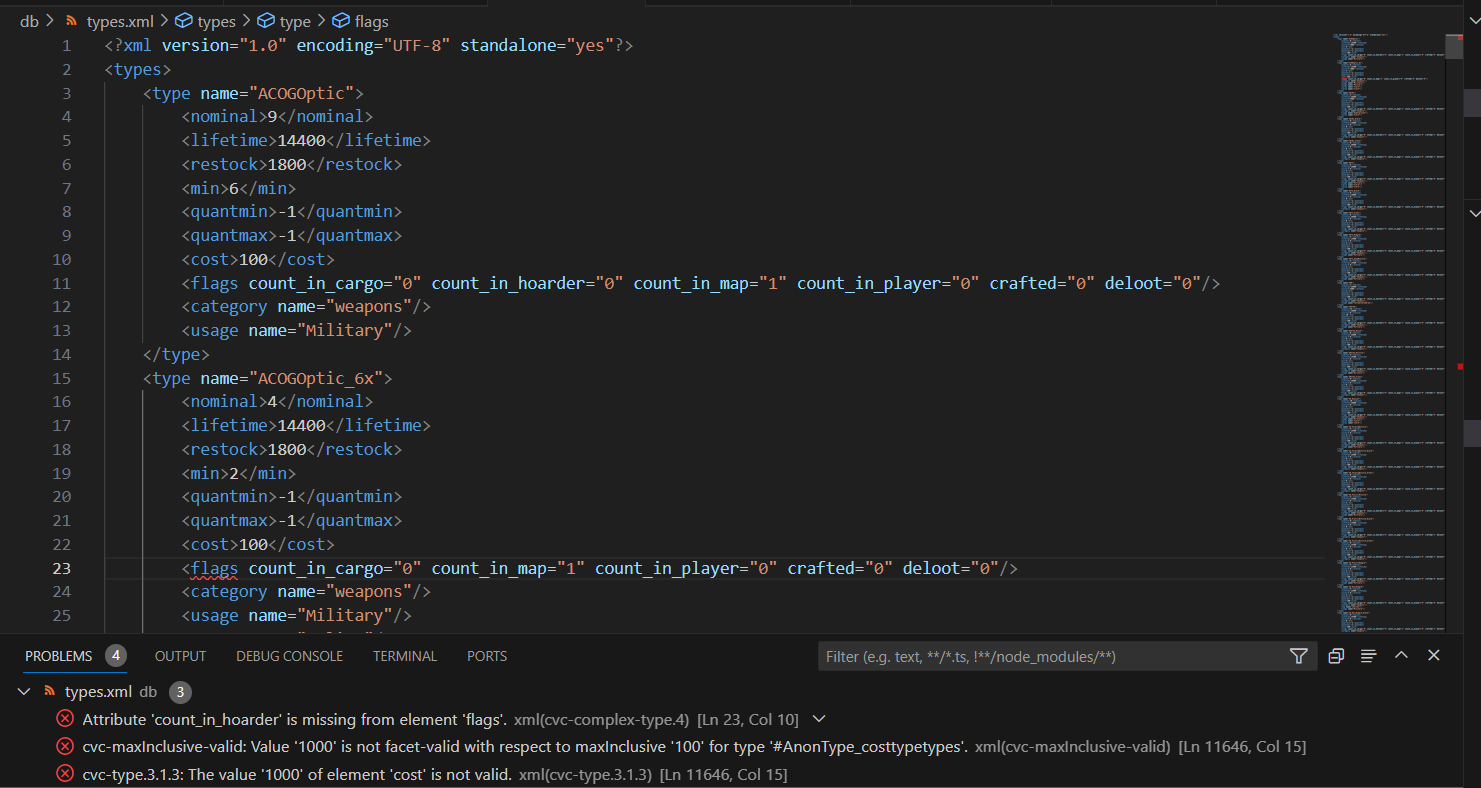 db > types.xml > types > type > flags
1 <?xml version="1.0" encoding="UTF-8" standalone="yes"?>
2 <types>
3 <type name="ACOGOptic">
4 <nominal>9</nominal>
5 <lifetime>14400</lifetime>
6 <restock>1800</restock>
7 <min>6</min>
8 <quantmin>-1</quantmin>
9 <quantmax>-1</quantmax>
10 <cost>100</cost>
11 <flags count_in_cargo="0" count_in_hoarder="0" count_in_map="1" count_in_player="0" crafted="0" deloot="0"/>
12 <category name="weapons"/>
13 <usage name="Military"/>
14 </type>
15 <type name="ACOGOptic_6x">
16 <nominal>4</nominal>
17 <lifetime>14400</lifetime>
18 <restock>1800</restock>
19 <min>2</min>
20 <quantmin>-1</quantmin>
21 <quantmax>-1</quantmax>
22 <cost>100</cost>
23 <flags count_in_cargo="0" count_in_map="1" count_in_player="0" crafted="0" deloot="0"/>
24 <category name="weapons"/>
25 <usage name="Military"/>
PROBLEMS 4 OUTPUT DEBUG CONSOLE TERMINAL PORTS Filter (e.g. text, **/*.ts, !**/node_modules/**)
types.xml db 3
Attribute 'count_in_hoarder' is missing from element 'flags'. xml(cvc-complex-type.4) [Ln 23, Col 10]
cvc-maxInclusive-valid: Value '1000' is not facet-valid with respect to maxInclusive '100' for type '#AnonType_costtypetypes'. xml(cvc-maxInclusive-valid) [Ln 11646, Col 15]
cvc-type.3.1.3: The value '1000' of element 'cost' is not valid. xml(cvc-type.3.1.3) [Ln 11646, Col 15]